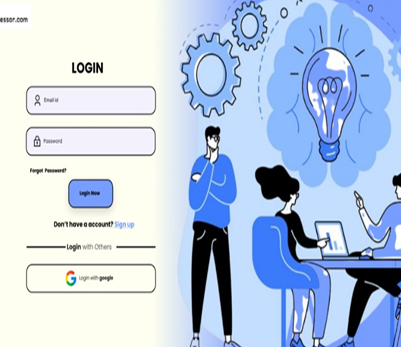 essor.com
LOGIN
Email id
Password
Forgot Password?
Login Now
Don't have a account? Sign up
Login with Others
Login with google